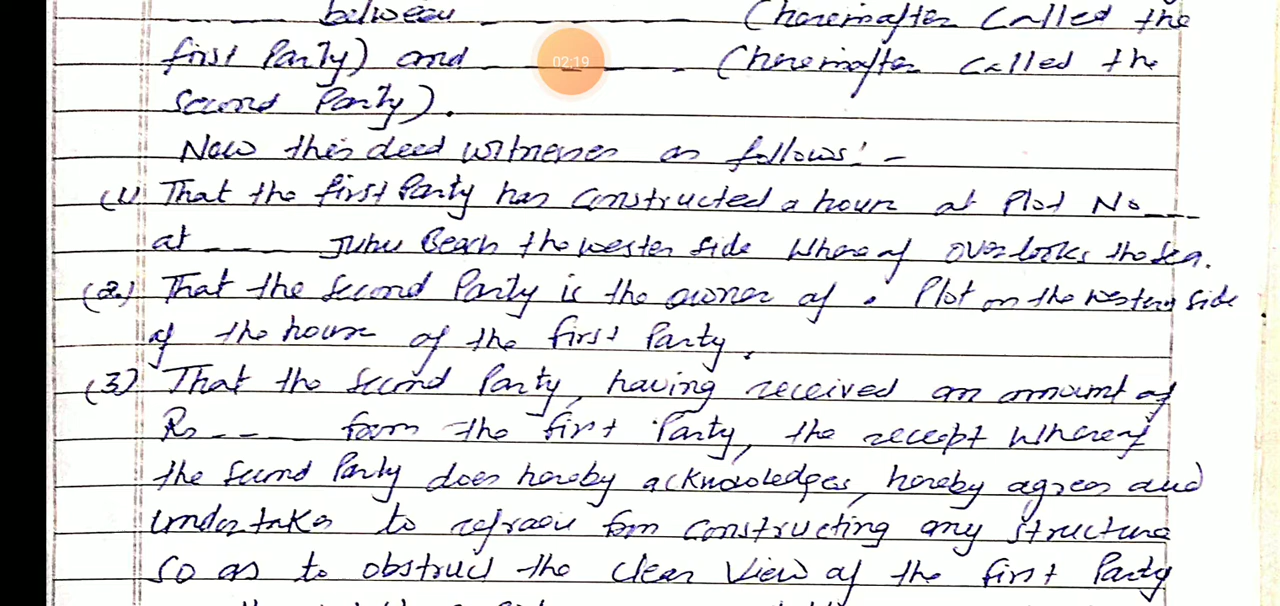 between _ _ _ _ _ (hereinafter called the
first Party) and _ _ _ _ (hereinafter called the
02:19
Second Party).
Now this deed witnesses as follows:-
(1) That the first Party has constructed a house at Plot No ___
at _ _ _ Juhu Beach the wester side whereof overlooks the sea.
(2.) That the Second Party is the owner of a Plot on the western side
of the house of the first Party.
(3) That the Second Party, having received an amount of
Rs _ _ _ from the first Party, the receipt whereof
the Second Party does hereby acknowledges, hereby agrees and
undertakes to refrain from constructing any structure
so as to obstruct the clear view of the first Party